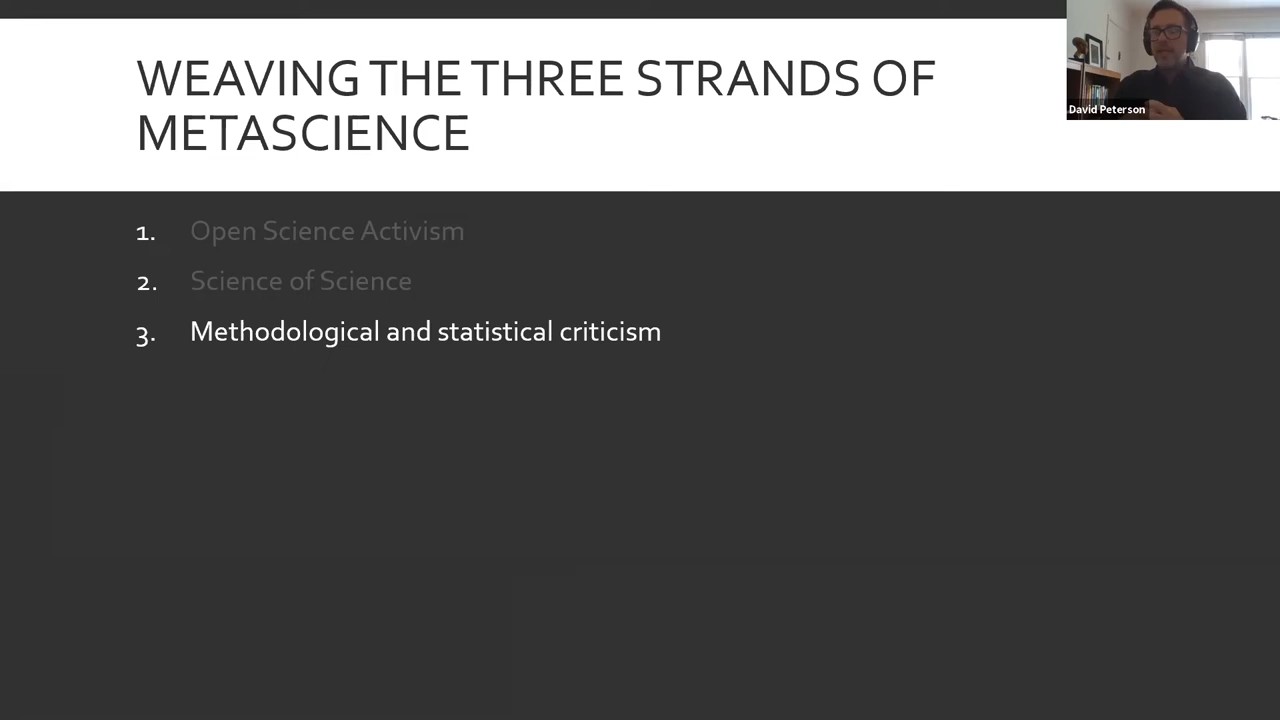 WEAVING THE THREE STRANDS OF
METASCIENCE
David Peterson
1. Open Science Activism
2. Science of Science
3. Methodological and statistical criticism